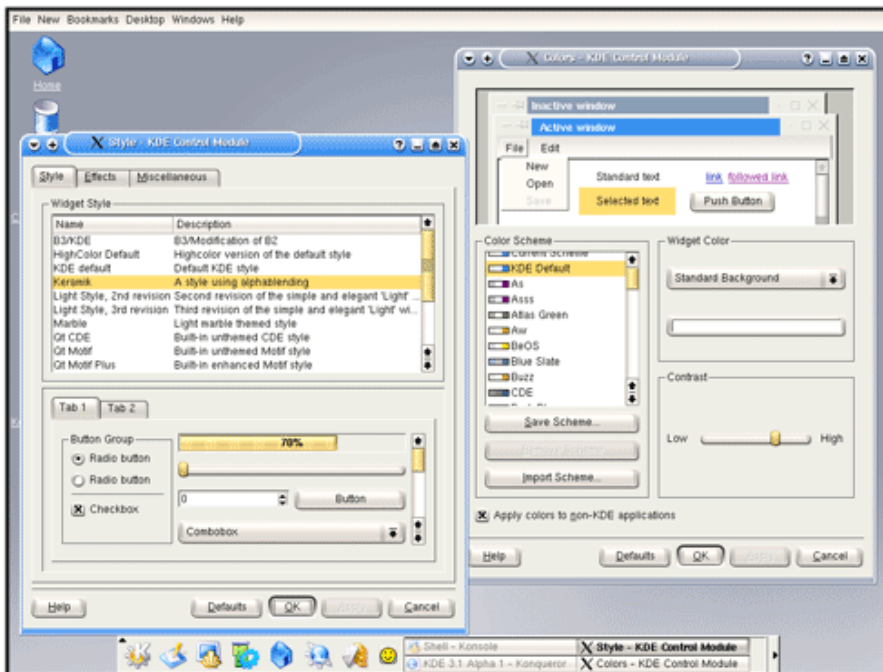 File New Bookmarks Desktop Windows Help
Home
Style - KDE Control Module
Style Effects Miscellaneous
Widget Style
Name Description
B3/KDE B3/Modification of B2
HighColor Default Highcolor version of the default style
KDE default Default KDE style
Keramik A style using alphablending
Light Style, 2nd revision Second revision of the simple and elegant 'Light' ...
Light Style, 3rd revision Third revision of the simple and elegant 'Light' wi...
Marble Light marble themed style
Qt CDE Built-in unthemed CDE style
Qt Motif Built-in unthemed Motif style
Qt Motif Plus Built-in enhanced Motif style
Tab 1 Tab 2
Button Group
Radio button
Radio button
Checkbox
70%
0
Button
Combobox
Help Defaults OK Apply Cancel
Colors - KDE Control Module
Inactive window
Active window
File Edit
New
Open
Save
Standard text link followed link
Selected text Push Button
Color Scheme
Current Scheme
KDE Default
As
Asss
Atlas Green
Aw
BeOS
Blue Slate
Buzz
CDE
Save Scheme...
Import Scheme...
Widget Color
Standard Background
Contrast
Low High
Apply colors to non-KDE applications
Help Defaults OK Apply Cancel
Shell - Konsole
Style - KDE Control Module
KDE 3.1 Alpha 1 - Konqueror
Colors - KDE Control Module